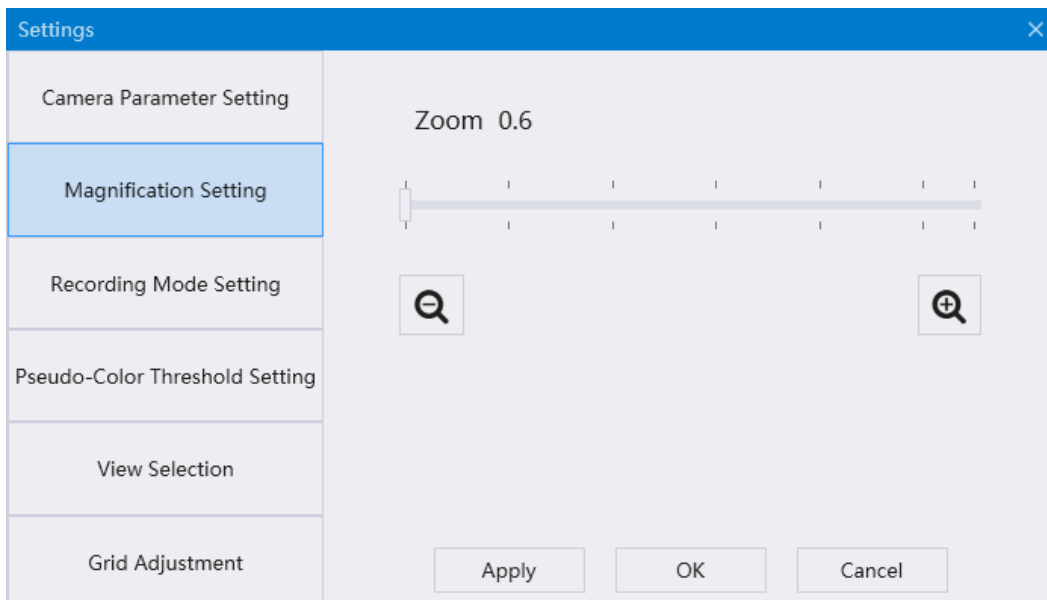 Settings
Camera Parameter Setting
Magnification Setting
Recording Mode Setting
Pseudo-Color Threshold Setting
View Selection
Grid Adjustment
Zoom 0.6
Apply
OK
Cancel